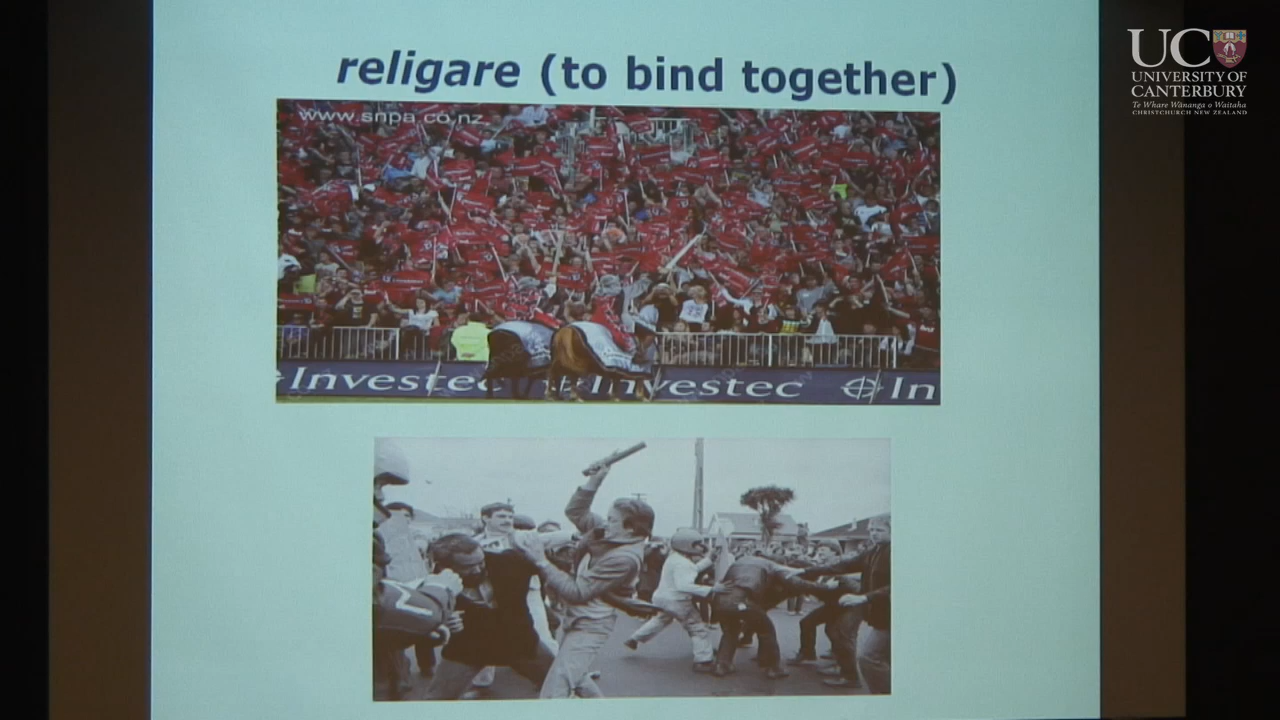 religare (to bind together)
www.snpa.co.nz
Investec Investec In
UC
UNIVERSITY OF
CANTERBURY
Te Whare Wānanga o Waitaha
CHRISTCHURCH NEW ZEALAND